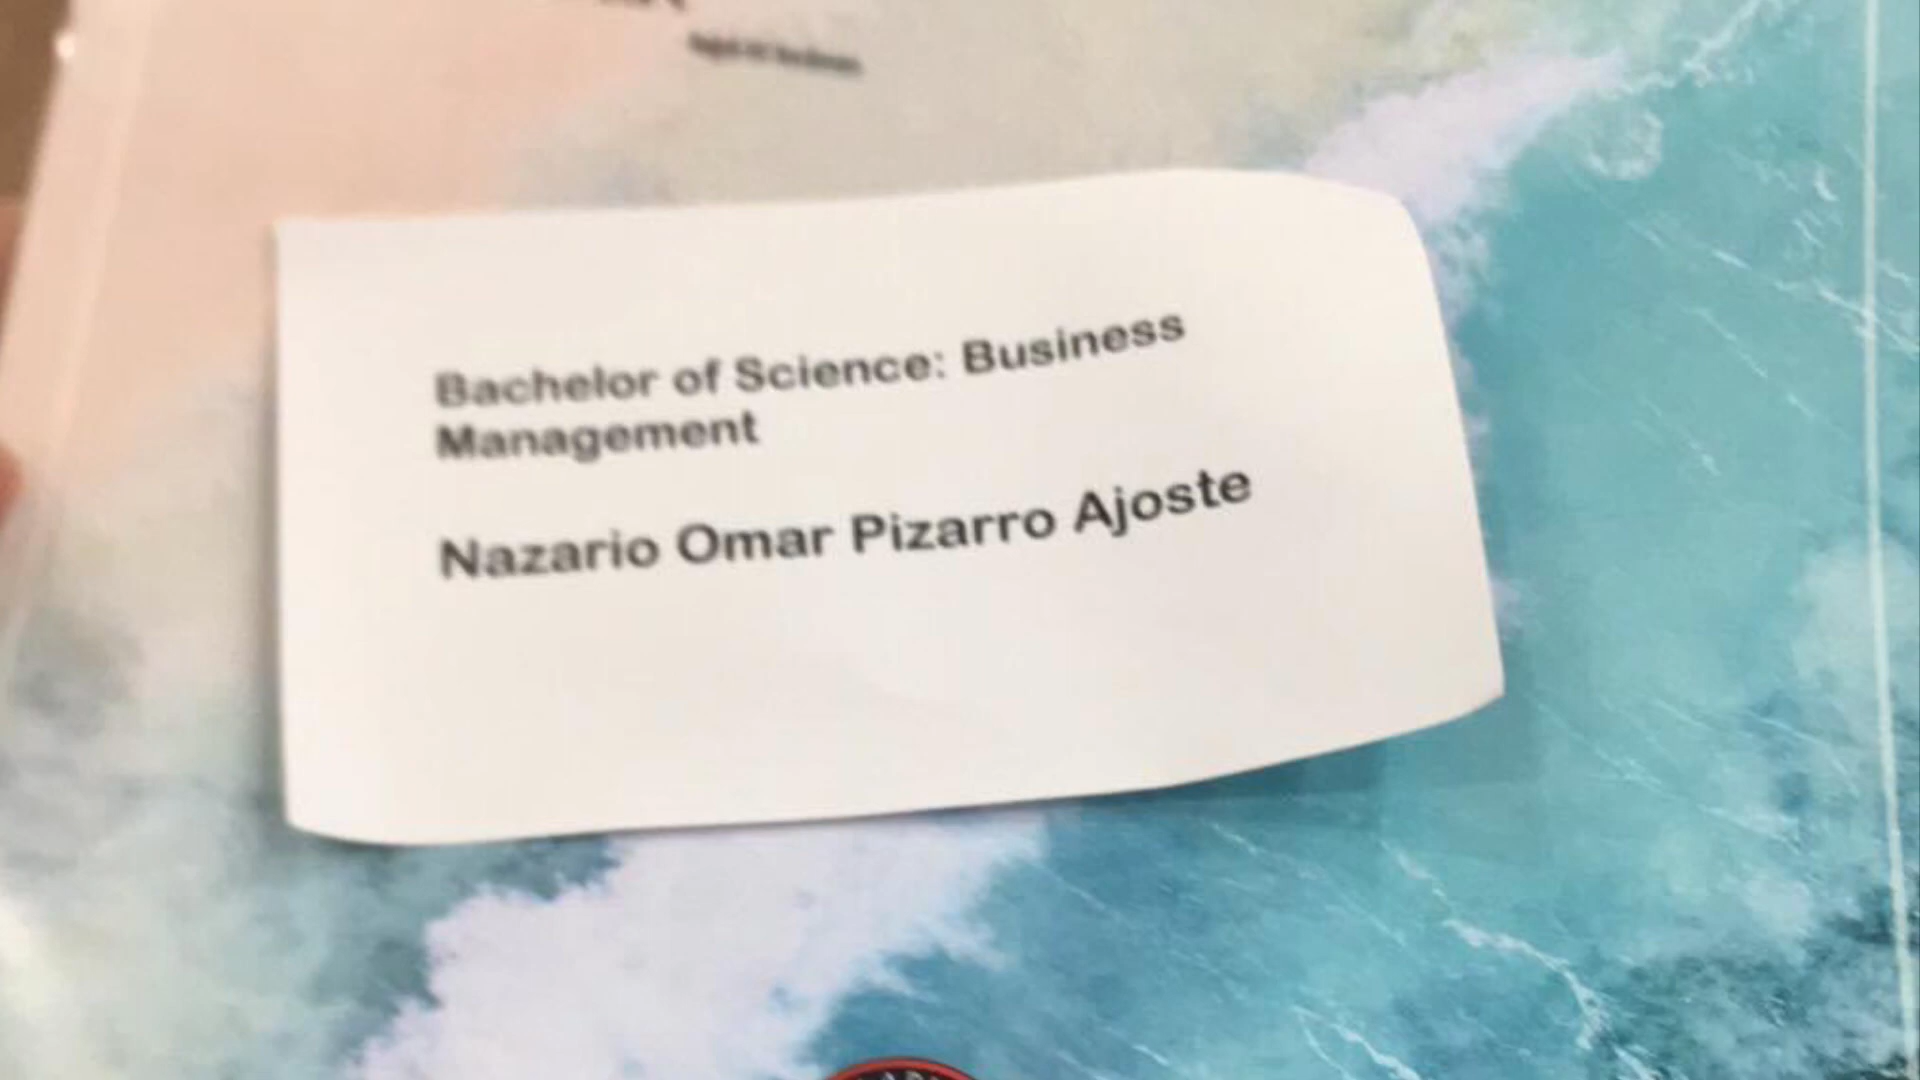 Bachelor of Science: Business
Management
Nazario Omar Pizarro Ajoste